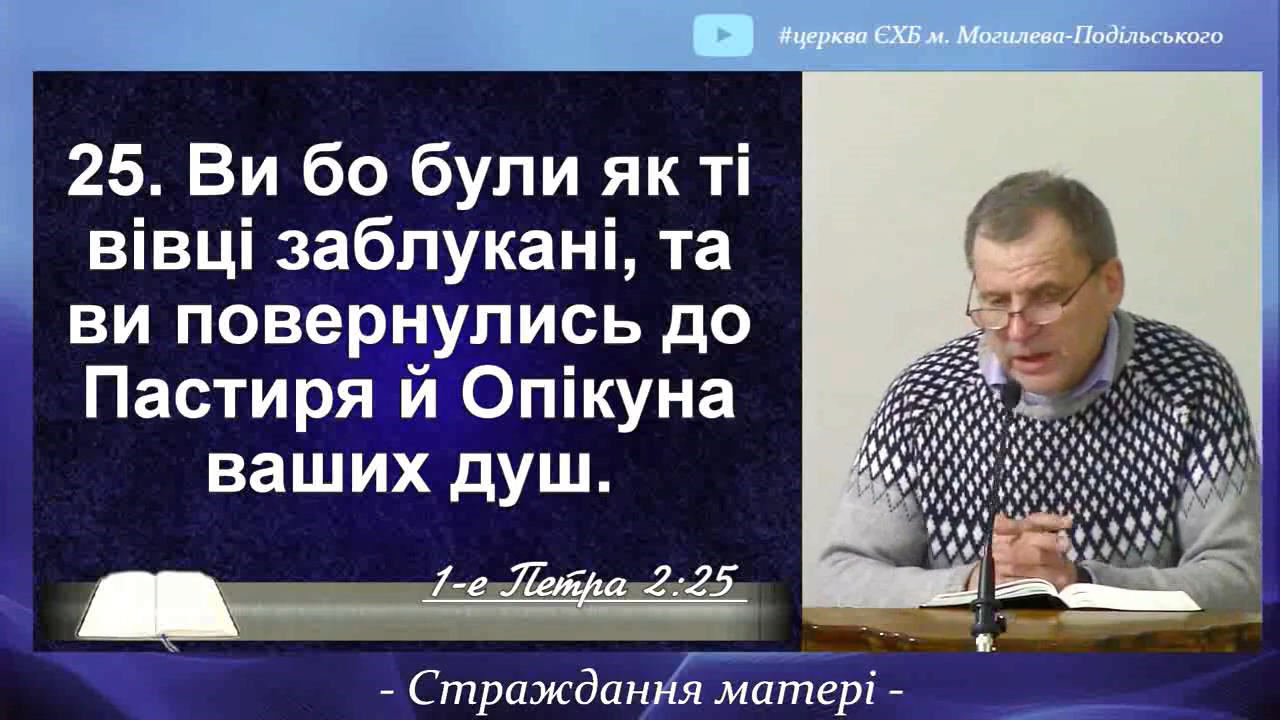 #церква ЄХБ м. Могилева-Подільського
25. Ви бо були як ті
вівці заблукані, та
ви повернулись до
Пастиря й Опікуна
ваших душ.
1-е Петра 2:25
- Страждання матері -